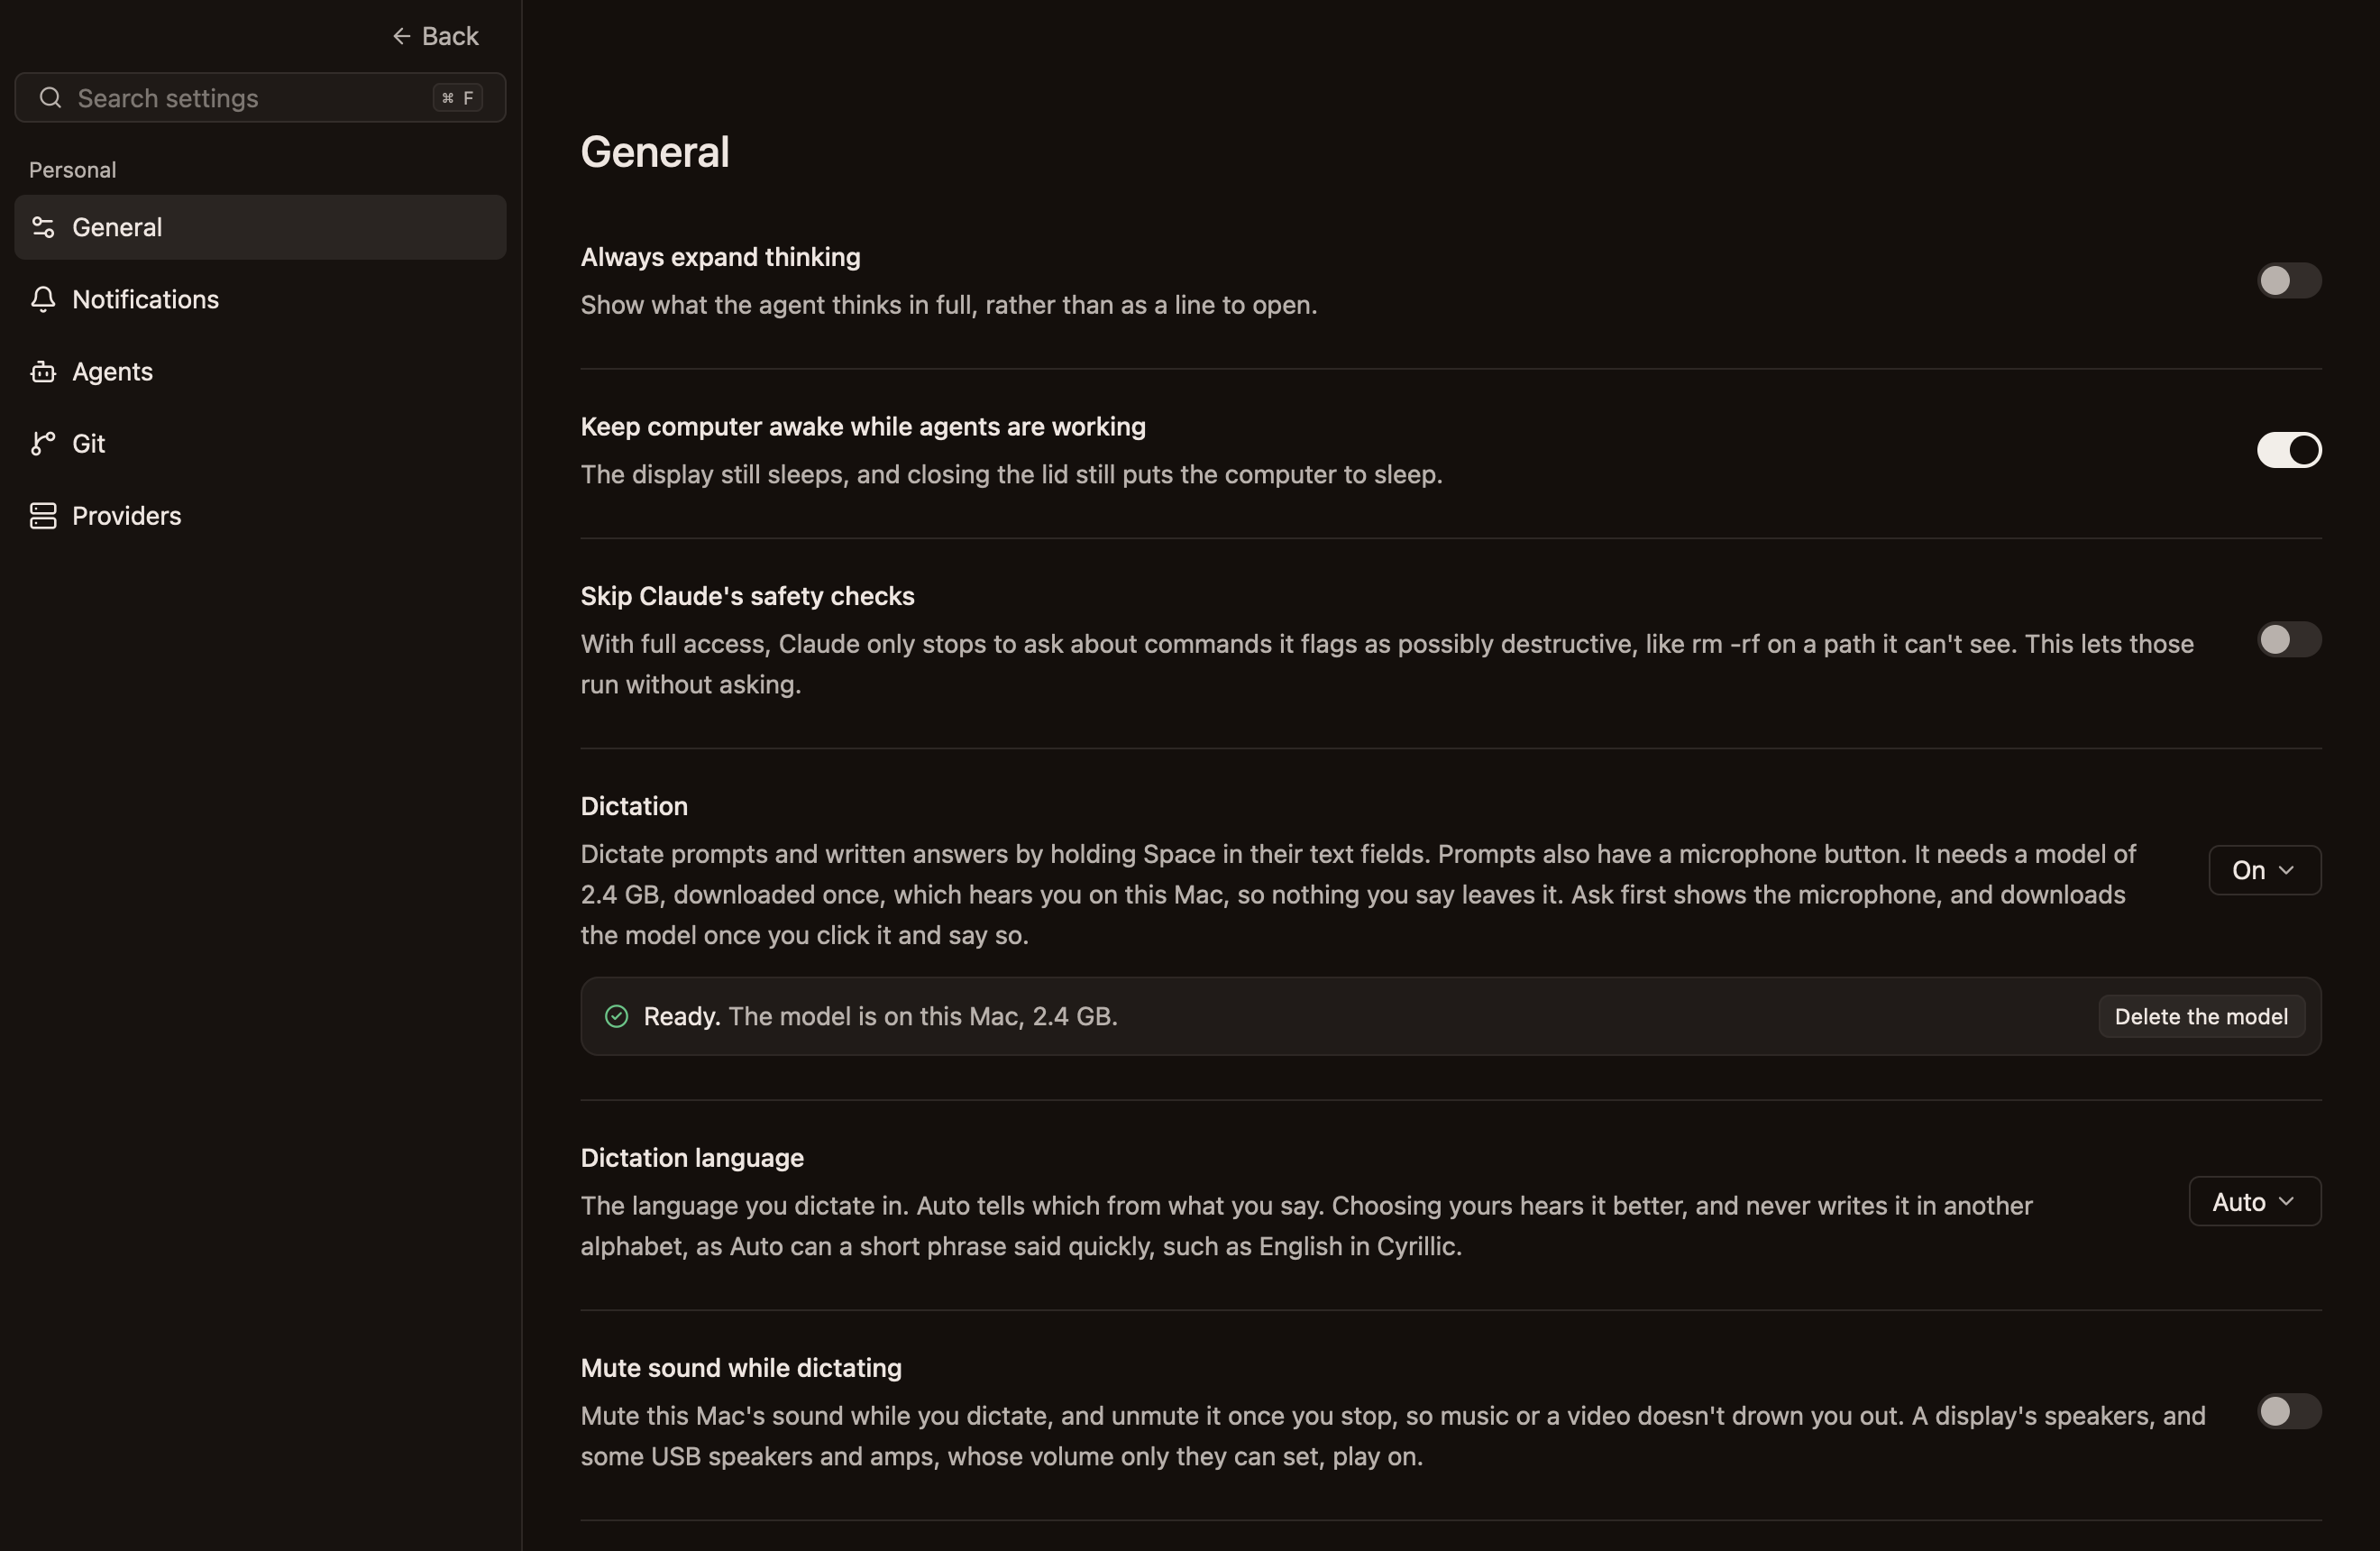 Back
Search settings
⌘ F
Personal
General
Notifications
Agents
Git
Providers
General
Always expand thinking
Show what the agent thinks in full, rather than as a line to open.
Keep computer awake while agents are working
The display still sleeps, and closing the lid still puts the computer to sleep.
Skip Claude's safety checks
With full access, Claude only stops to ask about commands it flags as possibly destructive, like rm -rf on a path it can't see. This lets those
run without asking.
Dictation
Dictate prompts and written answers by holding Space in their text fields. Prompts also have a microphone button. It needs a model of
2.4 GB, downloaded once, which hears you on this Mac, so nothing you say leaves it. Ask first shows the microphone, and downloads
the model once you click it and say so.
On
Ready. The model is on this Mac, 2.4 GB.
Delete the model
Dictation language
The language you dictate in. Auto tells which from what you say. Choosing yours hears it better, and never writes it in another
alphabet, as Auto can a short phrase said quickly, such as English in Cyrillic.
Auto
Mute sound while dictating
Mute this Mac's sound while you dictate, and unmute it once you stop, so music or a video doesn't drown you out. A display's speakers, and
some USB speakers and amps, whose volume only they can set, play on.